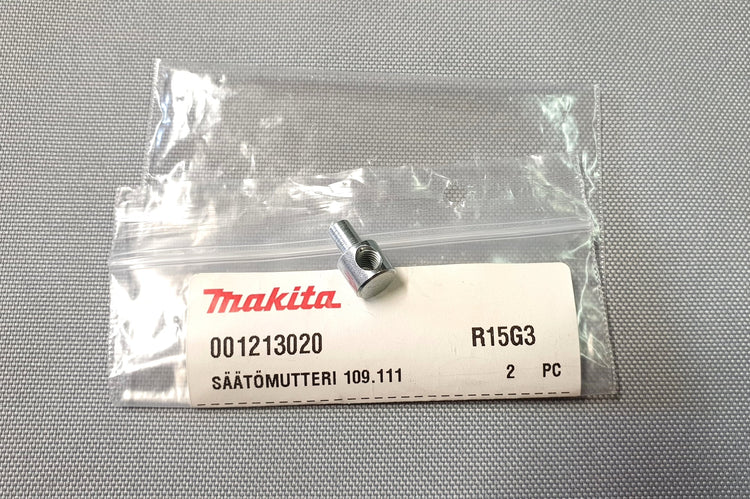 makita
001213020 R15G3
SÄÄTÖMUTTERI 109.111 2 PC